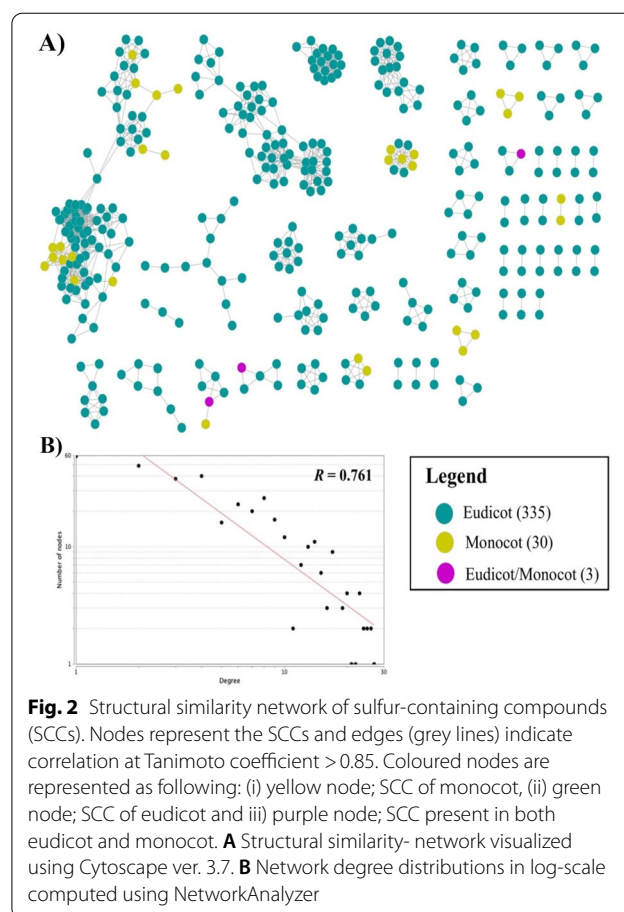 A)
B)
R = 0.761
60
10
1
Number of nodes
1
10
30
Degree
Legend
Eudicot (335)
Monocot (30)
Eudicot/Monocot (3)
Fig. 2 Structural similarity network of sulfur-containing compounds
(SCCs). Nodes represent the SCCs and edges (grey lines) indicate
correlation at Tanimoto coefficient > 0.85. Coloured nodes are
represented as following: (i) yellow node; SCC of monocot, (ii) green
node; SCC of eudicot and iii) purple node; SCC present in both
eudicot and monocot. A Structural similarity- network visualized
using Cytoscape ver. 3.7. B Network degree distributions in log-scale
computed using NetworkAnalyzer